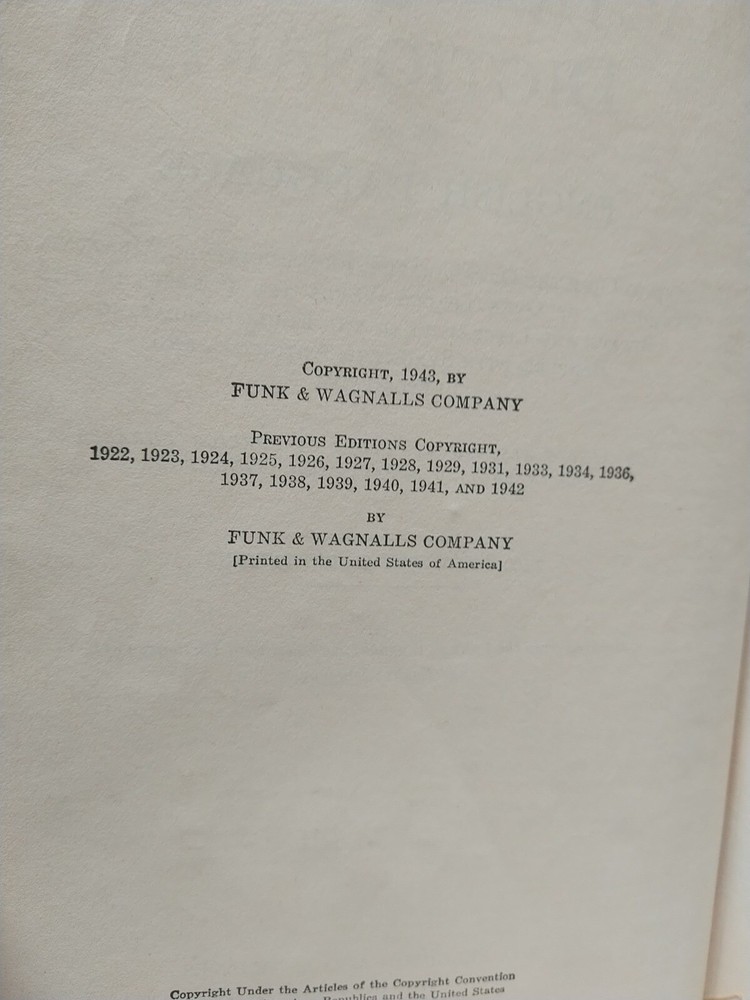 Copyright, 1943, by
FUNK & WAGNALLS COMPANY
Previous Editions Copyright,
1922, 1923, 1924, 1925, 1926, 1927, 1928, 1929, 1931, 1933, 1934, 1936,
1937, 1938, 1939, 1940, 1941, and 1942
BY
FUNK & WAGNALLS COMPANY
[Printed in the United States of America]
Copyright Under the Articles of the Copyright Convention
Republics and the United States